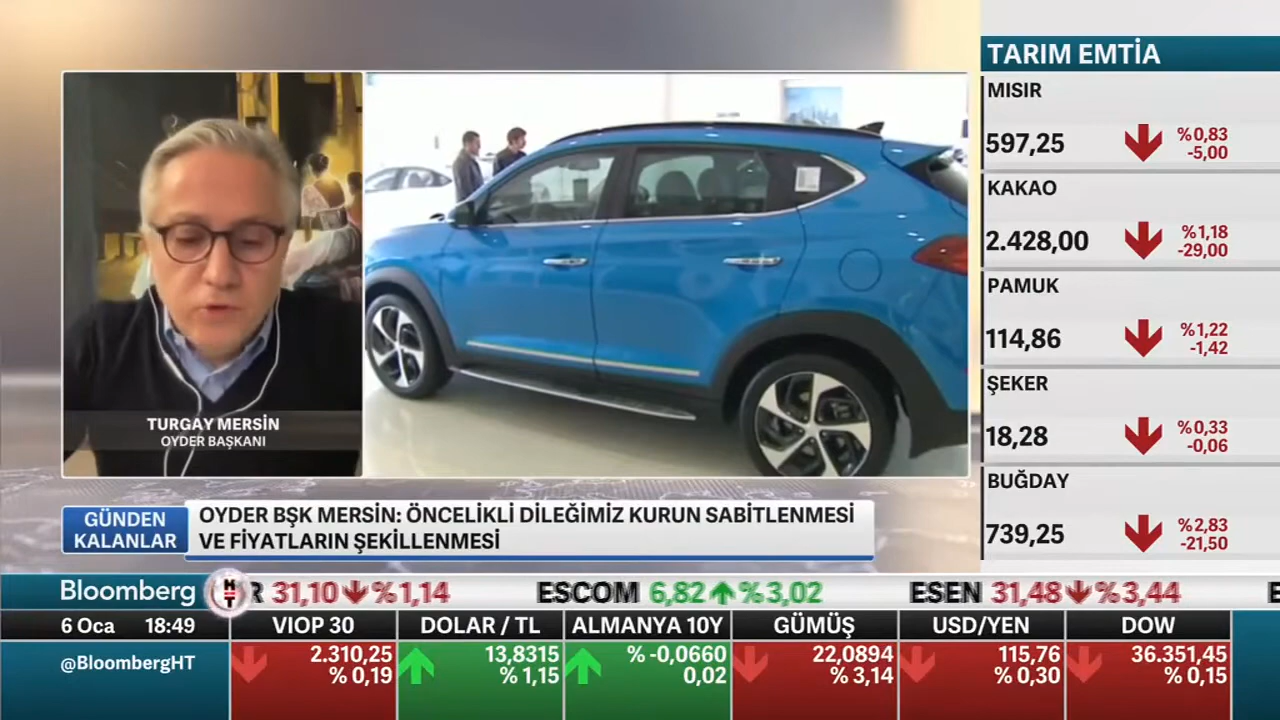 TARIM EMTİA
MISIR
597,25
%0,83
-5,00
KAKAO
2.428,00
%1,18
-29,00
PAMUK
114,86
%1,22
-1,42
ŞEKER
18,28
%0,33
-0,06
BUĞDAY
739,25
%2,83
-21,50
TURGAY MERSİN
OYDER BAŞKANI
GÜNDEN
KALANLAR
OYDER BŞK MERSİN: ÖNCELİKLİ DİLEĞİMİZ KURUN SABİTLENMESİ
VE FİYATLARIN ŞEKİLLENMESİ
Bloomberg HT R 31,10 %1,14 ESCOM 6,82 %3,02 ESEN 31,48 %3,44 E
6 Oca 18:49
@BloombergHT
VIOP 30
2.310,25
% 0,19
DOLAR / TL
13,8315
% 1,15
ALMANYA 10Y
% -0,0660
0,02
GÜMÜŞ
22,0894
% 3,14
USD/YEN
115,76
% 0,30
DOW
36.351,45
% 0,15